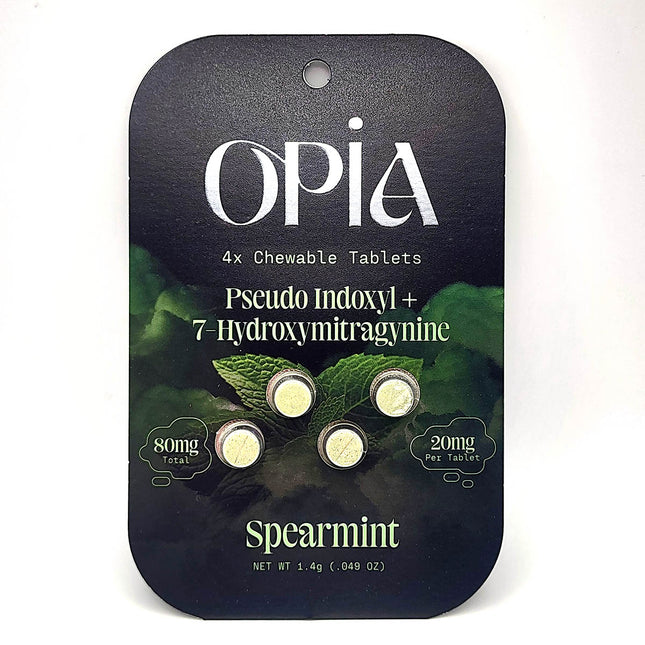 OPiA
4x Chewable Tablets
Pseudo Indoxyl +
7-Hydroxymitragynine
80mg
Total
20mg
Per Tablet
Spearmint
NET WT 1.4g (.049 OZ)